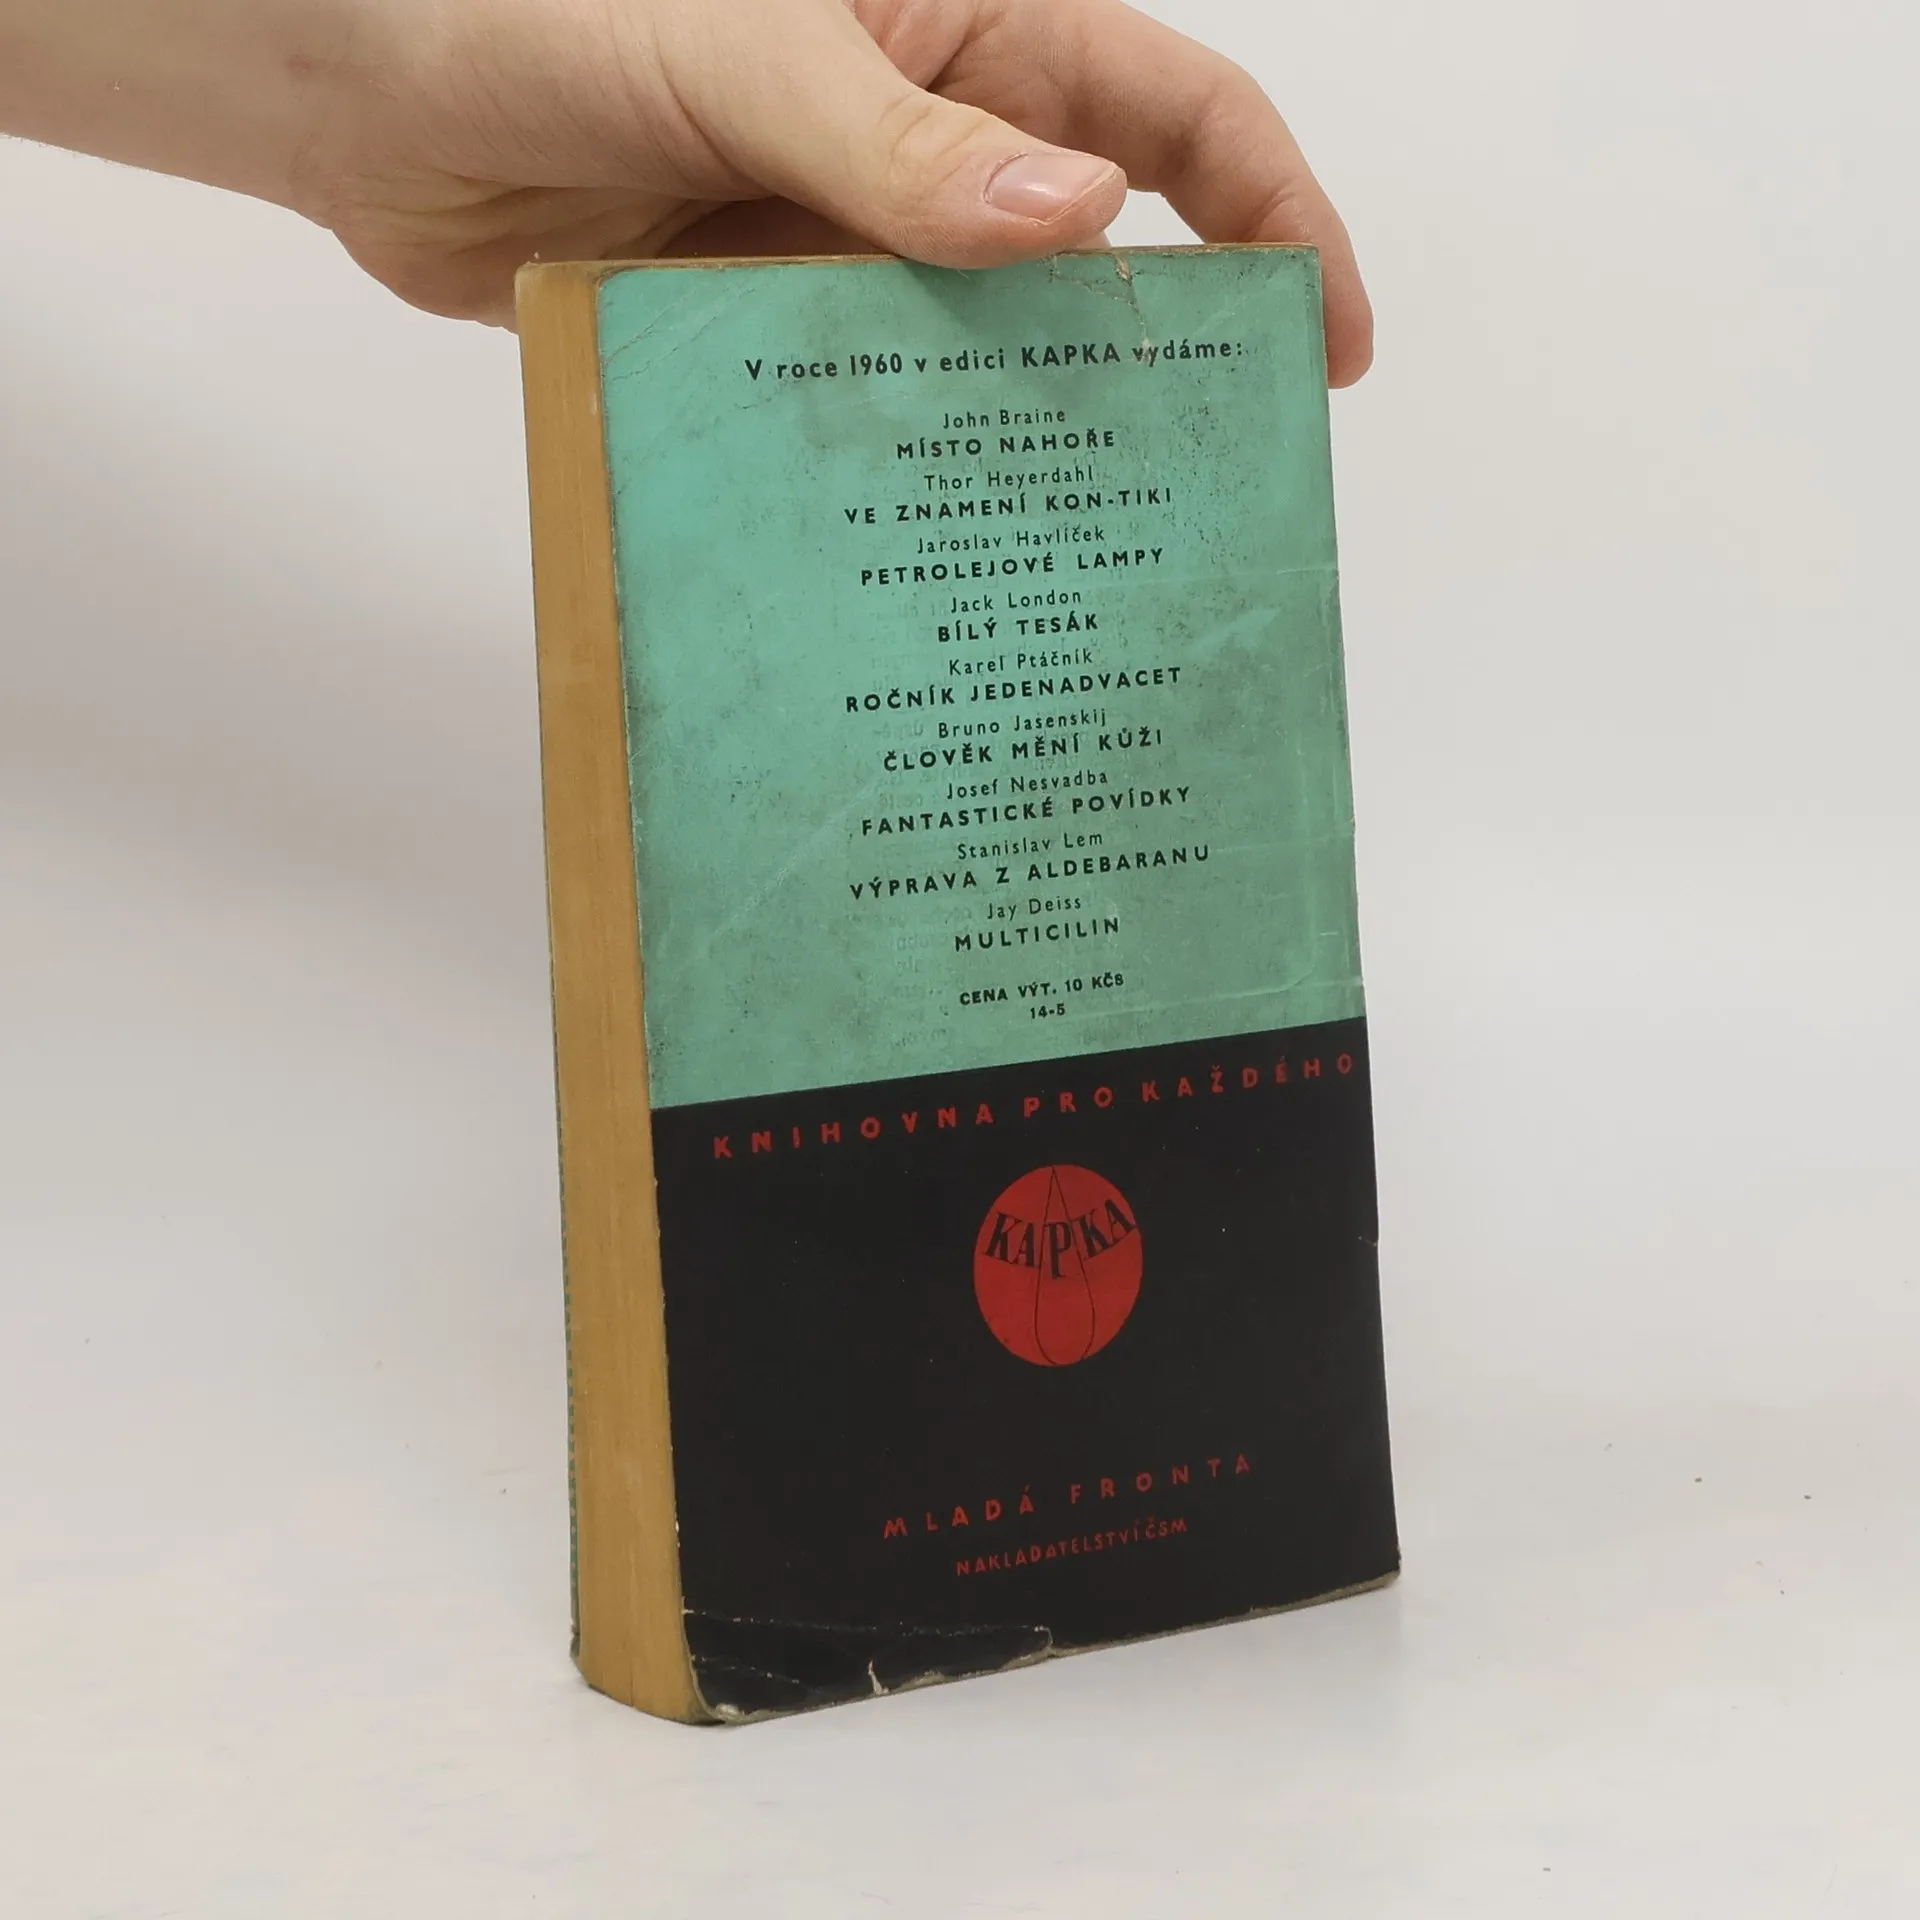 V roce 1960 v edici KAPKA vydáme:
John Braine
MÍSTO NAHOŘE
Thor Heyerdahl
VE ZNAMENÍ KON-TIKI
Jaroslav Havlíček
PETROLEJOVÉ LAMPY
Jack London
BÍLÝ TESÁK
Karel Ptáčník
ROČNÍK JEDENADVACET
Bruno Jasenskij
ČLOVĚK MĚNÍ KŮŽI
Josef Nesvadba
FANTASTICKÉ POVÍDKY
Stanislav Lem
VÝPRAVA Z ALDEBARANU
Jay Deiss
MULTICILIN
CENA VÝT. 10 KČS
14-5
KNIHOVNA PRO KAŽDÉHO
KAPKA
MLADÁ FRONTA
NAKLADATELSTVÍ ČSM